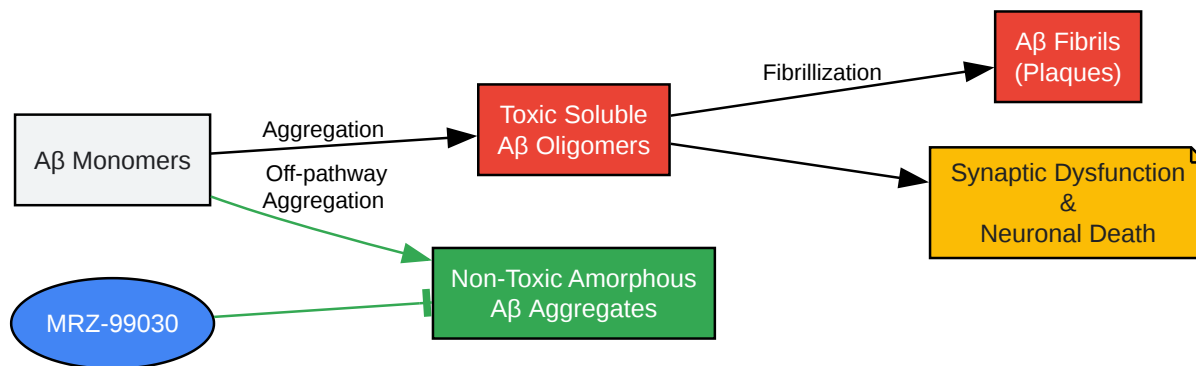 Aβ Monomers
Aggregation
Off-pathway
Aggregation
MRZ-99030
Toxic Soluble
Aβ Oligomers
Non-Toxic Amorphous
Aβ Aggregates
Fibrillization
Aβ Fibrils
(Plaques)
Synaptic Dysfunction
&
Neuronal Death